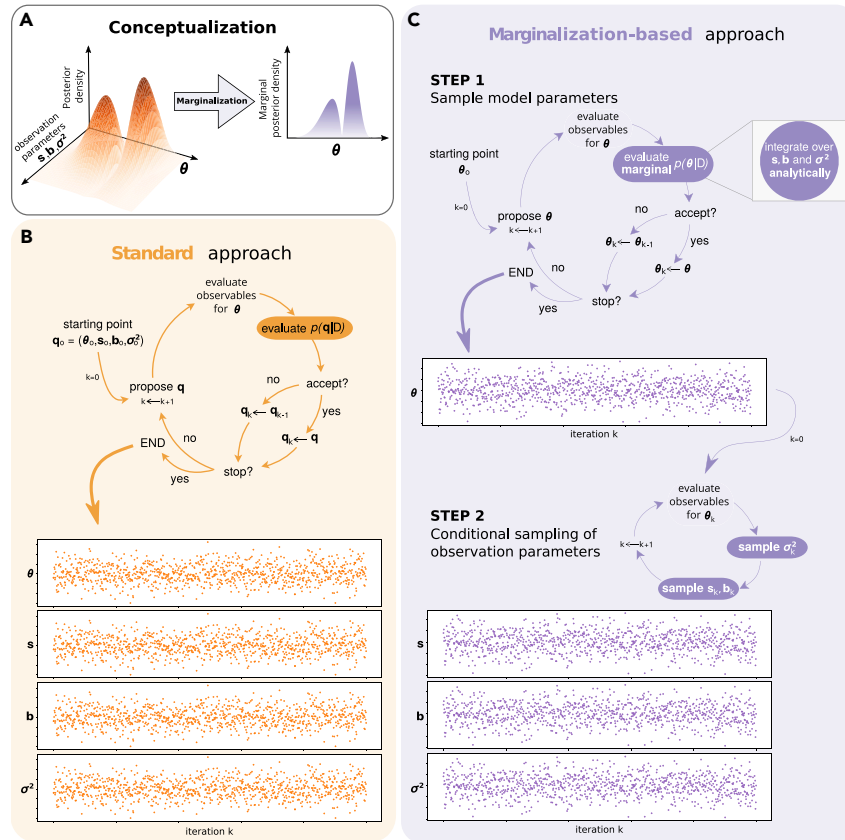 A
Conceptualization
Posterior
density
observation
parameters
s,b,σ²
θ
Marginalization
Marginal
posterior density
θ
B
Standard approach
evaluate
observables
for θ
starting point
q₀ = (θ₀,s₀,b₀,σ₀²)
k=0
evaluate p(q|D)
propose q
k⟵k+1
no
accept?
q_k⟵ q_k-1
yes
q_k⟵ q
no
END
stop?
yes
θ
s
b
σ²
iteration k
C
Marginalization-based approach
STEP 1
Sample model parameters
evaluate
observables
for θ
starting point
θ₀
k=0
evaluate
marginal p(θ|D)
integrate over
s,b and σ²
analytically
propose θ
k⟵k+1
no
accept?
θ_k⟵ θ_k-1
yes
θ_k⟵ θ
no
END
stop?
yes
θ
iteration k
k=0
evaluate
observables
for θ_k
STEP 2
Conditional sampling of
observation parameters
k⟵k+1
sample σ_k²
sample s_k,b_k
s
b
σ²
iteration k